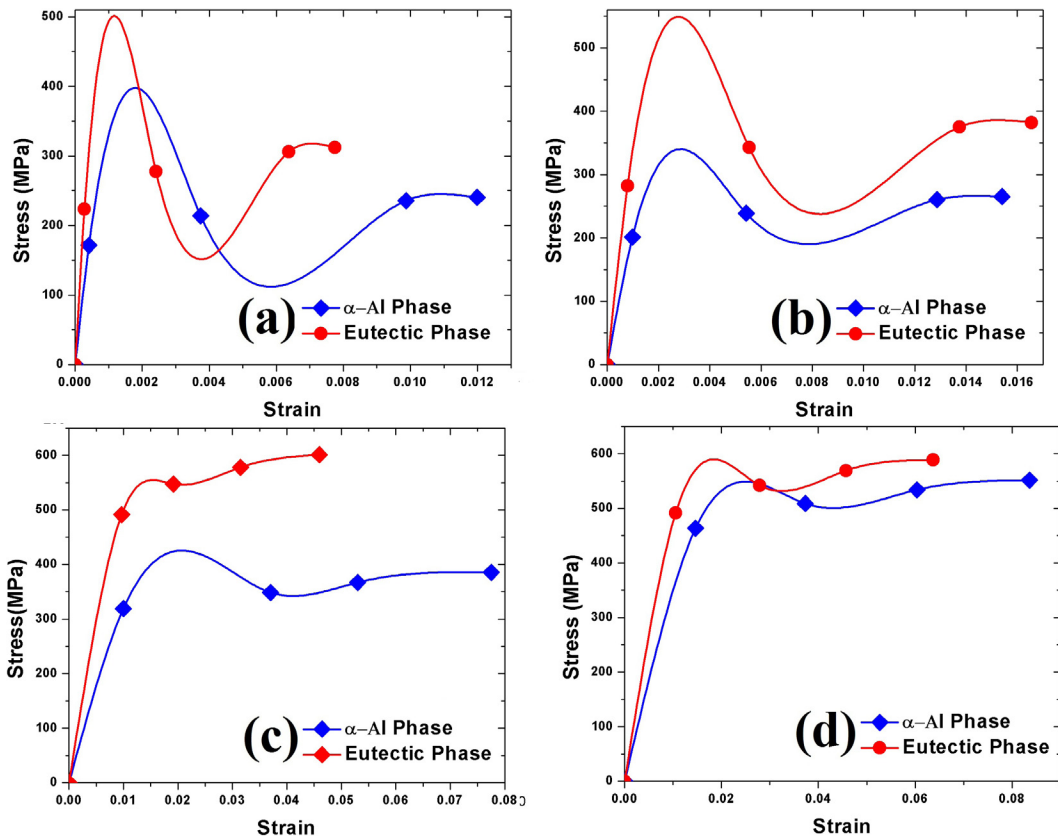 500
400
300
200
100
0
Stress (MPa)
0.000 0.002 0.004 0.006 0.008 0.010 0.012
Strain
(a)
α–Al Phase
Eutectic Phase
500
400
300
200
100
0
Stress (MPa)
0.000 0.002 0.004 0.006 0.008 0.010 0.012 0.014 0.016
Strain
(b)
α–Al Phase
Eutectic Phase
600
500
400
300
200
100
0
Stress(MPa)
0.00 0.01 0.02 0.03 0.04 0.05 0.06 0.07 0.08
Strain
(c)
α–Al Phase
Eutectic Phase
600
500
400
300
200
100
0
Stress (MPa)
0.00 0.02 0.04 0.06 0.08
Strain
(d)
α–Al Phase
Eutectic Phase